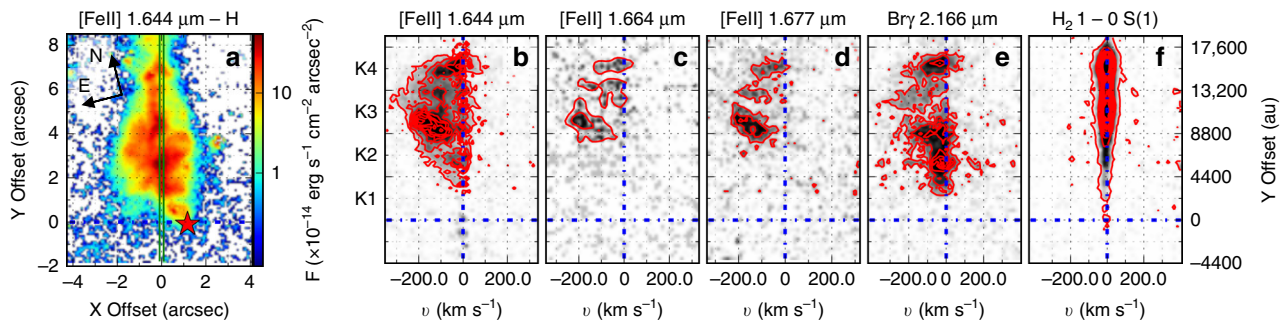 [FeII] 1.644 μm − H
[FeII] 1.644 μm
[FeII] 1.664 μm
[FeII] 1.677 μm
Brγ 2.166 μm
H₂ 1 − 0 S(1)
a
b
c
d
e
f
N
E
8
6
4
2
0
−2
Y Offset (arcsec)
−4
−2
0
2
4
X Offset (arcsec)
10
1
F (×10⁻¹⁴ erg s⁻¹ cm⁻² arcsec⁻²)
K4
K3
K2
K1
−200.0
0
200.0
−200.0
0
200.0
−200.0
0
200.0
−200.0
0
200.0
−200.0
0
200.0
υ (km s⁻¹)
υ (km s⁻¹)
υ (km s⁻¹)
υ (km s⁻¹)
υ (km s⁻¹)
17,600
13,200
8800
4400
0
−4400
Y Offset (au)